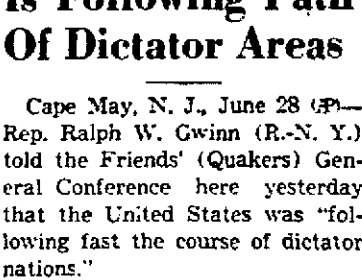 Is Following Path
Of Dictator Areas
Cape May, N. J., June 28 (AP)—
Rep. Ralph W. Gwinn (R.-N. Y.)
told the Friends' (Quakers) Gen-
eral Conference here yesterday
that the United States was "fol-
lowing fast the course of dictator
nations."